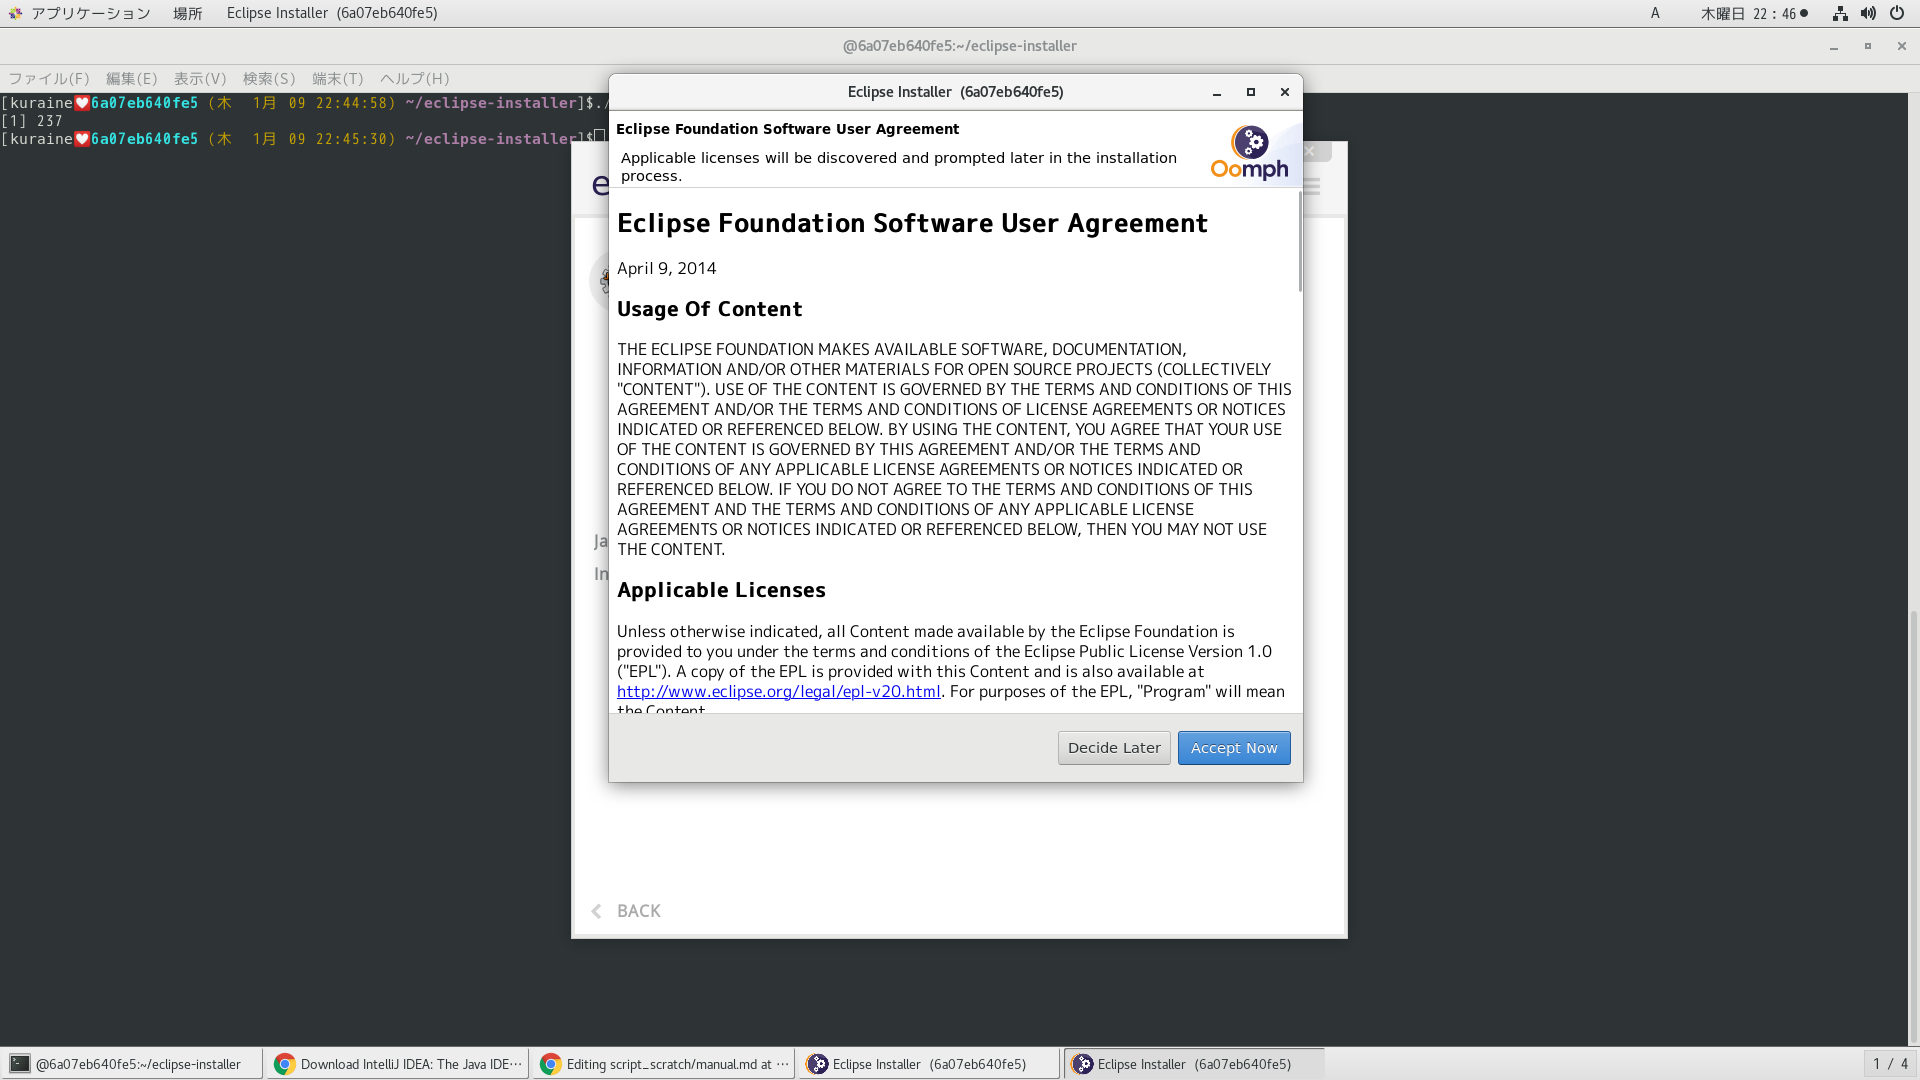 アプリケーション 場所 Eclipse Installer (6a07eb640fe5) A 木曜日 22：46
@6a07eb640fe5:~/eclipse-installer
ファイル(F) 編集(E) 表示(V) 検索(S) 端末(T) ヘルプ(H)
[kuraine 6a07eb640fe5 (木 1月 09 22:44:58) ~/eclipse-installer]$./
[1] 237
[kuraine 6a07eb640fe5 (木 1月 09 22:45:30) ~/eclipse-installer]$
Eclipse Installer (6a07eb640fe5)
Eclipse Foundation Software User Agreement
Applicable licenses will be discovered and prompted later in the installation
process.
Oomph
e
Eclipse Foundation Software User Agreement
April 9, 2014
Usage Of Content
THE ECLIPSE FOUNDATION MAKES AVAILABLE SOFTWARE, DOCUMENTATION,
INFORMATION AND/OR OTHER MATERIALS FOR OPEN SOURCE PROJECTS (COLLECTIVELY
"CONTENT"). USE OF THE CONTENT IS GOVERNED BY THE TERMS AND CONDITIONS OF THIS
AGREEMENT AND/OR THE TERMS AND CONDITIONS OF LICENSE AGREEMENTS OR NOTICES
INDICATED OR REFERENCED BELOW. BY USING THE CONTENT, YOU AGREE THAT YOUR USE
OF THE CONTENT IS GOVERNED BY THIS AGREEMENT AND/OR THE TERMS AND
CONDITIONS OF ANY APPLICABLE LICENSE AGREEMENTS OR NOTICES INDICATED OR
REFERENCED BELOW. IF YOU DO NOT AGREE TO THE TERMS AND CONDITIONS OF THIS
AGREEMENT AND THE TERMS AND CONDITIONS OF ANY APPLICABLE LICENSE
AGREEMENTS OR NOTICES INDICATED OR REFERENCED BELOW, THEN YOU MAY NOT USE
THE CONTENT.
Ja
In
Applicable Licenses
Unless otherwise indicated, all Content made available by the Eclipse Foundation is
provided to you under the terms and conditions of the Eclipse Public License Version 1.0
("EPL"). A copy of the EPL is provided with this Content and is also available at
http://www.eclipse.org/legal/epl-v20.html. For purposes of the EPL, "Program" will mean
the Content.
Decide Later Accept Now
BACK
@6a07eb640fe5:~/eclipse-installer Download IntelliJ IDEA: The Java IDE… Editing script_scratch/manual.md at … Eclipse Installer (6a07eb640fe5) Eclipse Installer (6a07eb640fe5) 1 / 4